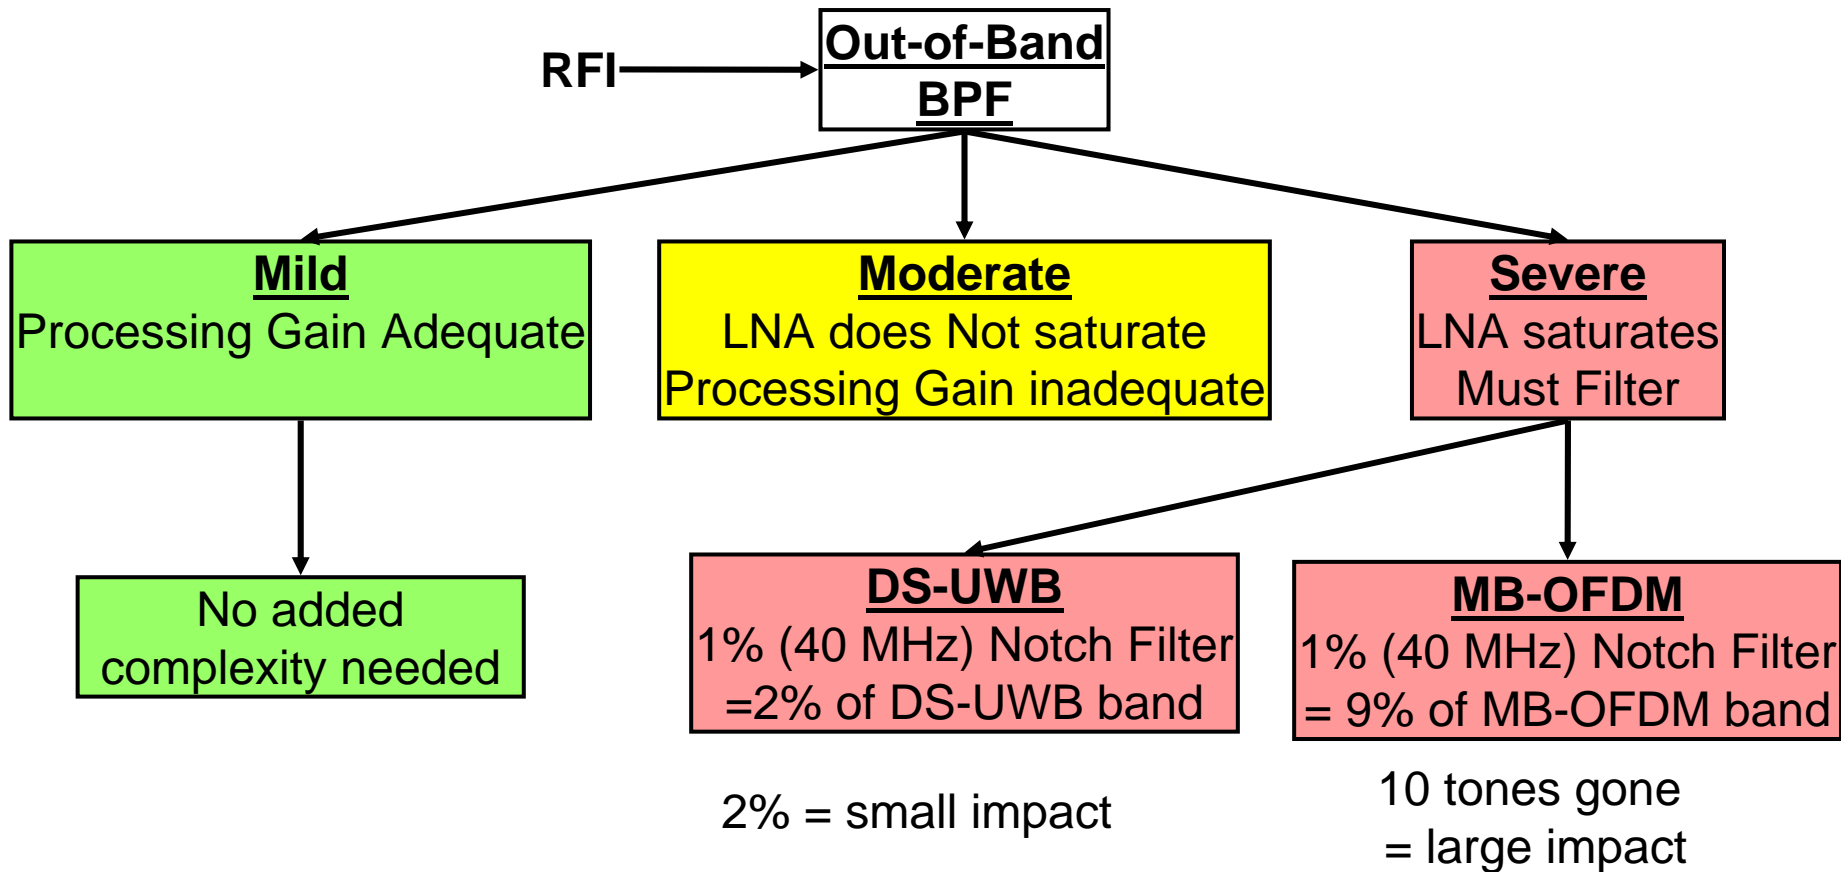 RFI
Out-of-Band
BPF
Mild
Processing Gain Adequate
Moderate
LNA does Not saturate
Processing Gain inadequate
Severe
LNA saturates
Must Filter
No added
complexity needed
DS-UWB
1% (40 MHz) Notch Filter
=2% of DS-UWB band
MB-OFDM
1% (40 MHz) Notch Filter
= 9% of MB-OFDM band
2% = small impact
10 tones gone
= large impact